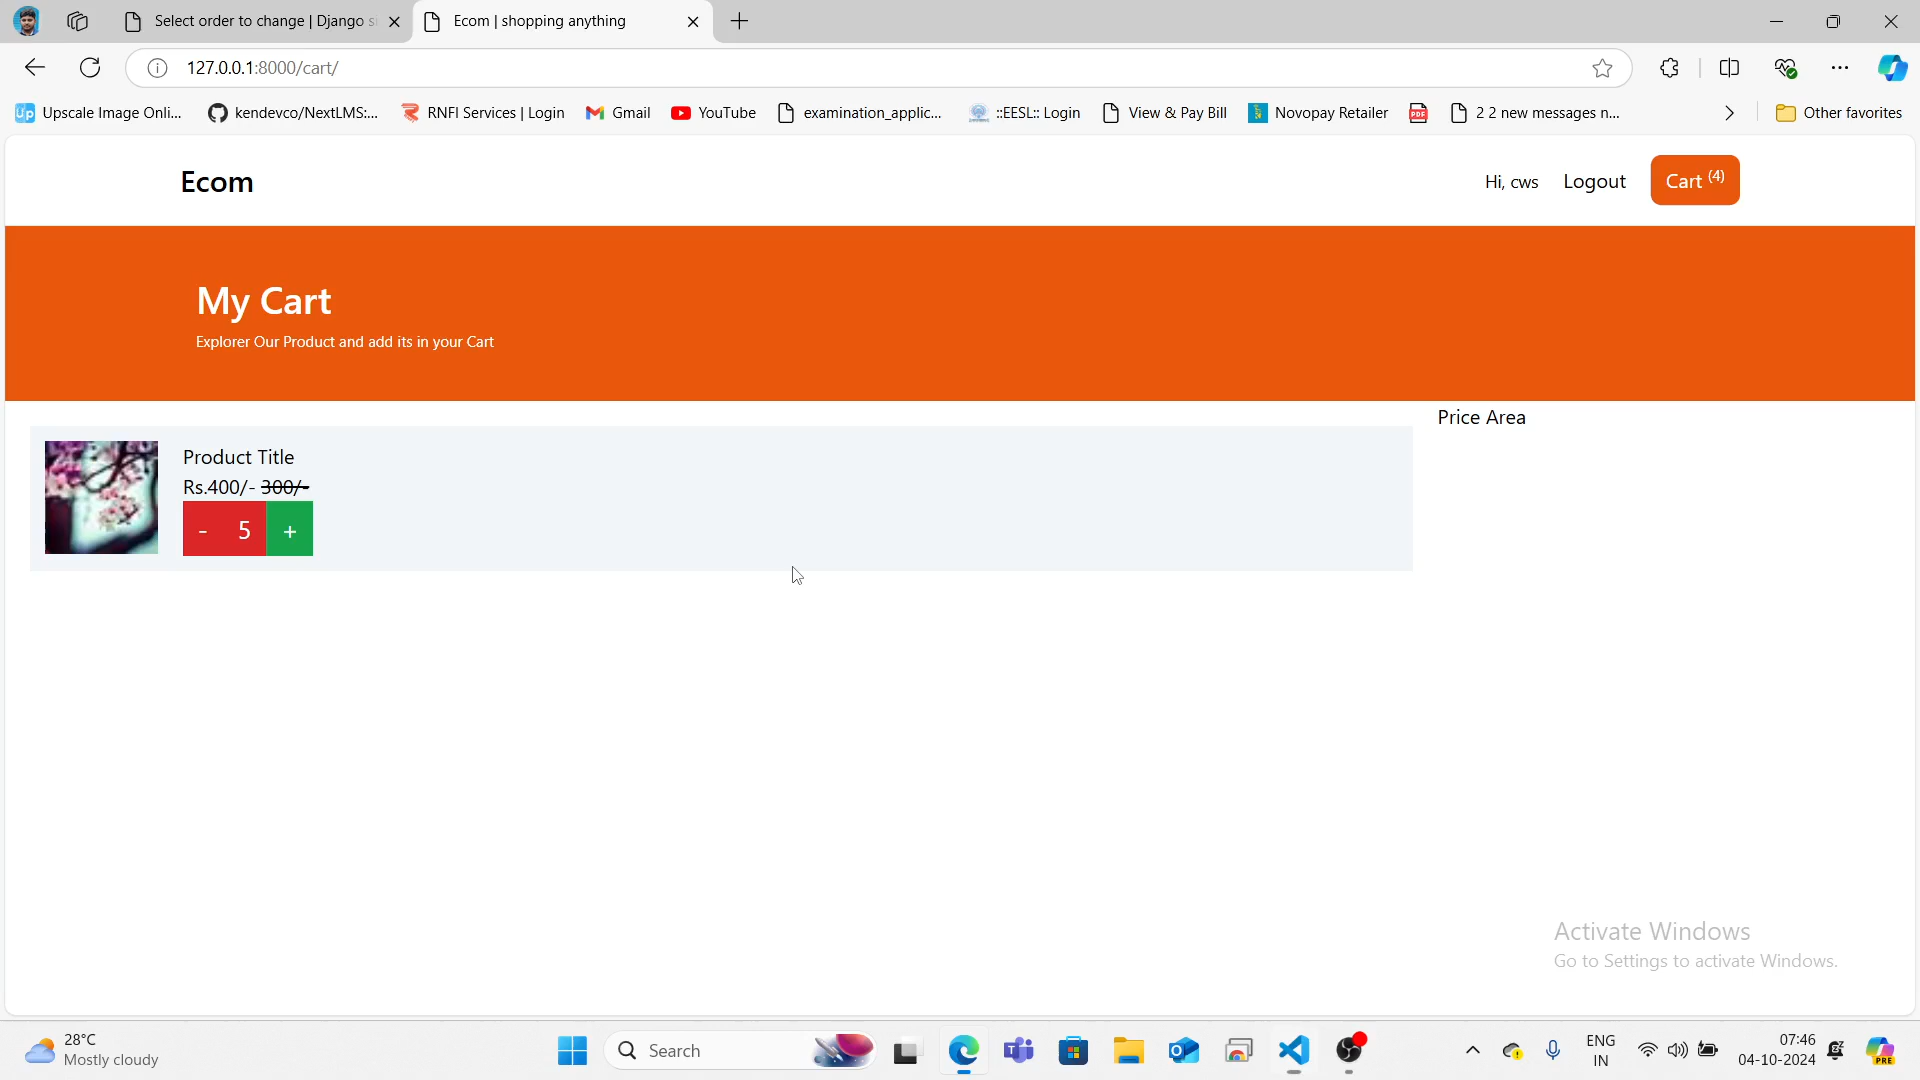 Select order to change | Django si
Ecom | shopping anything
127.0.0.1:8000/cart/
Upscale Image Onli...
kendevco/NextLMS:...
RNFI Services | Login
Gmail
YouTube
examination_applic...
::EESL:: Login
View & Pay Bill
Novopay Retailer
PDF
2 2 new messages n...
Other favorites
Ecom
Hi, cws
Logout
Cart (4)
My Cart
Explorer Our Product and add its in your Cart
Price Area
Product Title
Rs.400/- 300/-
- 5 +
Activate Windows
Go to Settings to activate Windows.
28°C
Mostly cloudy
Search
ENG
IN
07:46
04-10-2024
PRE